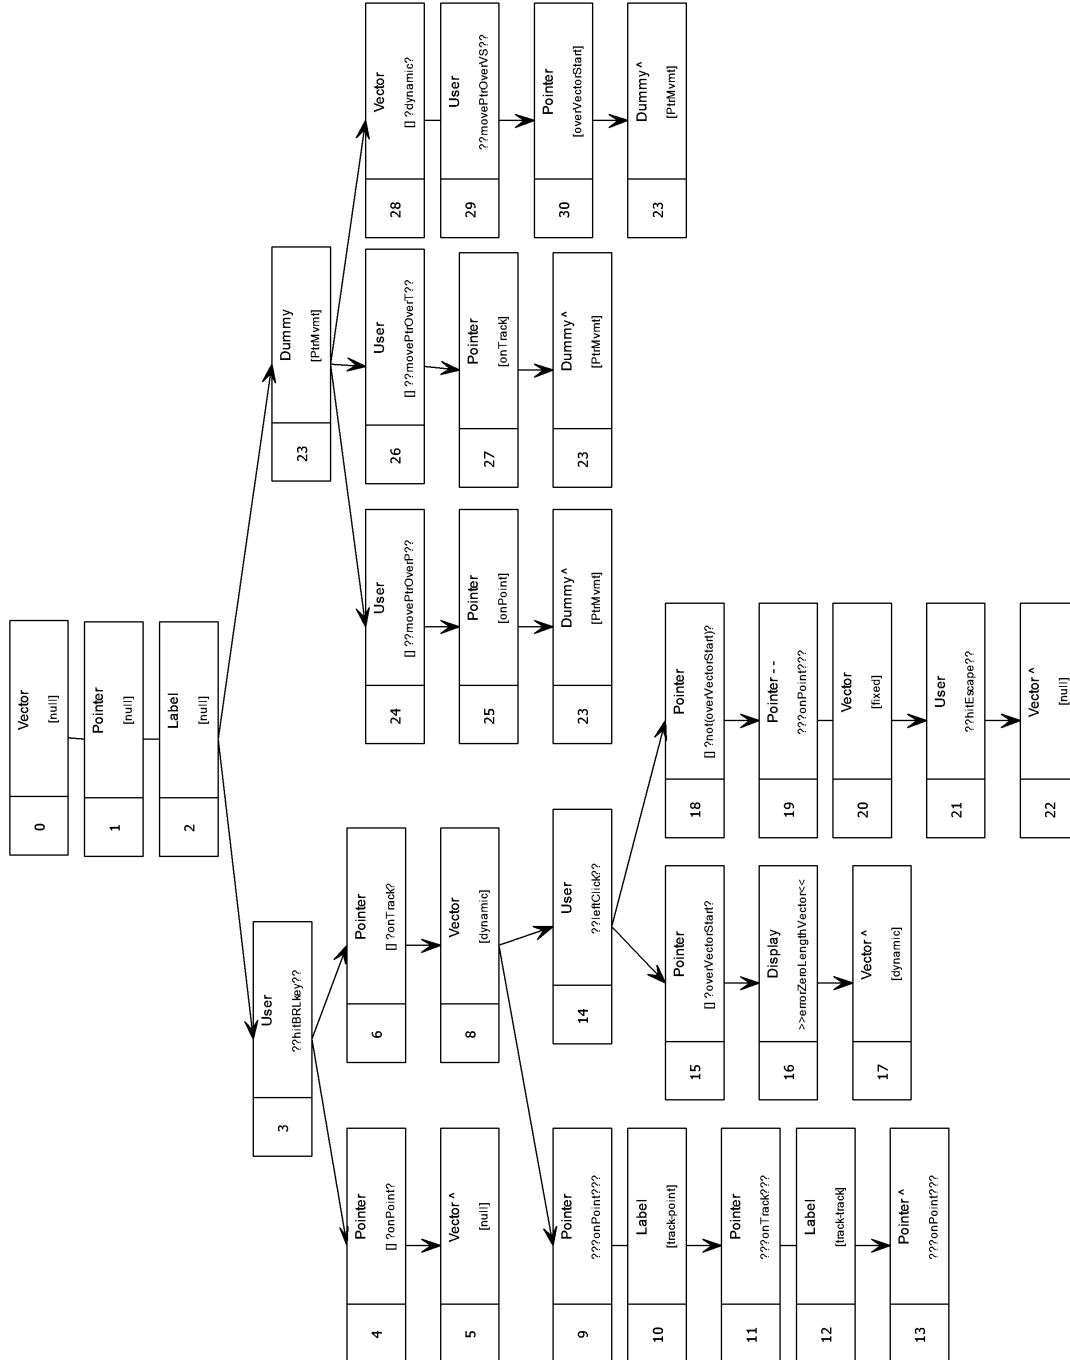 0
Vector
[null]
1
Pointer
[null]
2
Label
[null]
3
User
??hitBRLkey??
4
Pointer
[] ?onPoint?
5
Vector ^
[null]
6
Pointer
[] ?onTrack?
8
Vector
[dynamic]
9
Pointer
???onPoint???
10
Label
[track-point]
11
Pointer
???onTrack???
12
Label
[track-track]
13
Pointer ^
???onPoint???
14
User
??leftClick??
15
Pointer
[] ?overVectorStart?
16
Display
>>errorZeroLengthVector<<
17
Vector ^
[dynamic]
18
Pointer
[] ?not(overVectorStart)?
19
Pointer - -
???onPoint???
20
Vector
[fixed]
21
User
??hitEscape??
22
Vector ^
[null]
23
Dummy
[PtrMvmt]
24
User
[] ??movePtrOverP??
25
Pointer
[onPoint]
23
Dummy ^
[PtrMvmt]
26
User
[] ??movePtrOverT??
27
Pointer
[onTrack]
23
Dummy ^
[PtrMvmt]
28
Vector
[] ?dynamic?
29
User
??movePtrOverVS??
30
Pointer
[overVectorStart]
23
Dummy ^
[PtrMvmt]